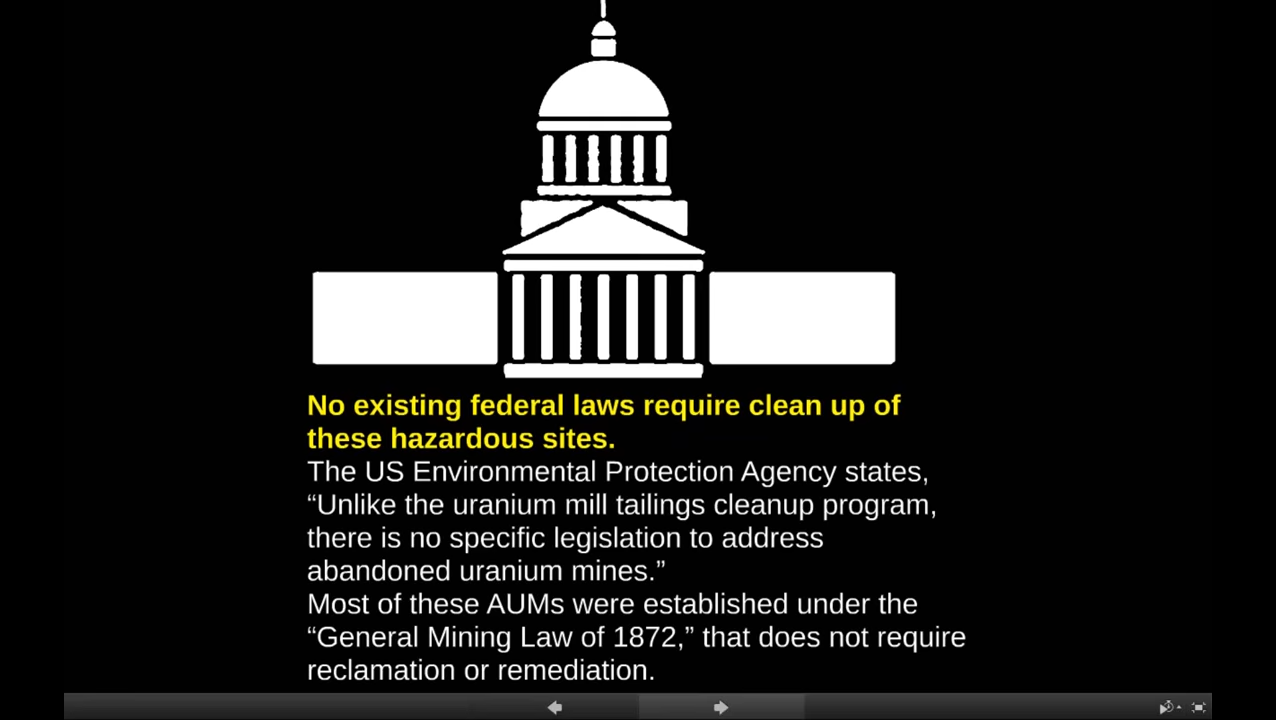 No existing federal laws require clean up of
these hazardous sites.
The US Environmental Protection Agency states,
“Unlike the uranium mill tailings cleanup program,
there is no specific legislation to address
abandoned uranium mines.”
Most of these AUMs were established under the
“General Mining Law of 1872,” that does not require
reclamation or remediation.